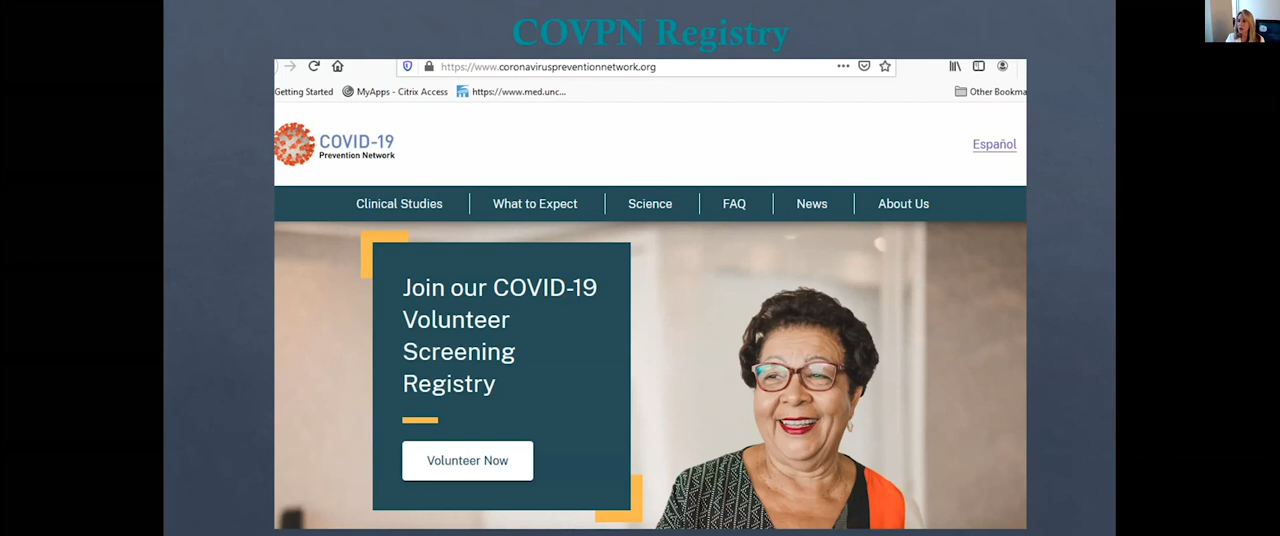 COVPN Registry
https://www.coronaviruspreventionnetwork.org
Getting Started MyApps - Citrix Access https://www.med.unc... Other Bookma
COVID-19
Prevention Network
Español
Clinical Studies What to Expect Science FAQ News About Us
Join our COVID-19
Volunteer
Screening
Registry
Volunteer Now